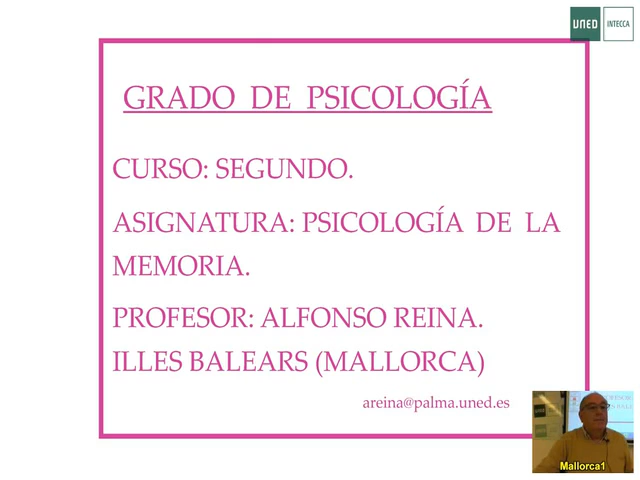 UNED
INTECCA
GRADO DE PSICOLOGÍA
CURSO: SEGUNDO.
ASIGNATURA: PSICOLOGÍA DE LA
MEMORIA.
PROFESOR: ALFONSO REINA.
ILLES BALEARS (MALLORCA)
areina@palma.uned.es
Mallorca1